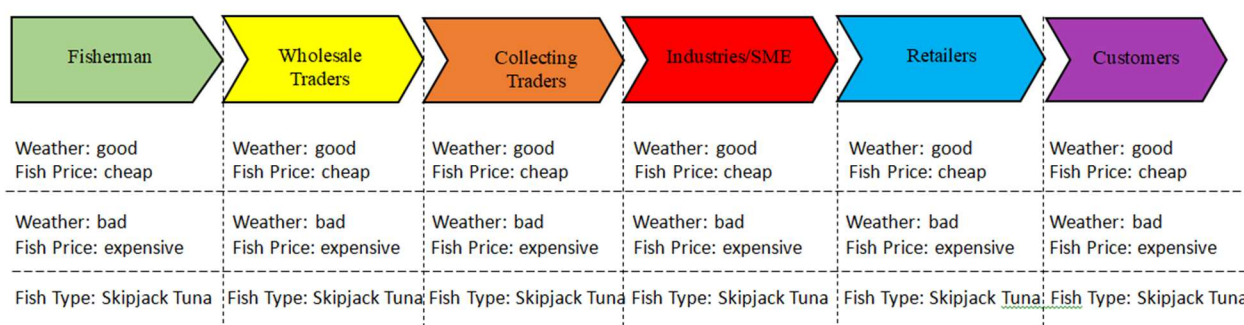 Fisherman
Wholesale
Traders
Collecting
Traders
Industries/SME
Retailers
Customers
Weather: good Weather: good Weather: good Weather: good Weather: good Weather: good
Fish Price: cheap Fish Price: cheap Fish Price: cheap Fish Price: cheap Fish Price: cheap Fish Price: cheap
Weather: bad Weather: bad Weather: bad Weather: bad Weather: bad Weather: bad
Fish Price: expensive Fish Price: expensive Fish Price: expensive Fish Price: expensive Fish Price: expensive Fish Price: expensive
Fish Type: Skipjack Tuna Fish Type: Skipjack Tuna Fish Type: Skipjack Tuna Fish Type: Skipjack Tuna Fish Type: Skipjack Tuna Fish Type: Skipjack Tuna